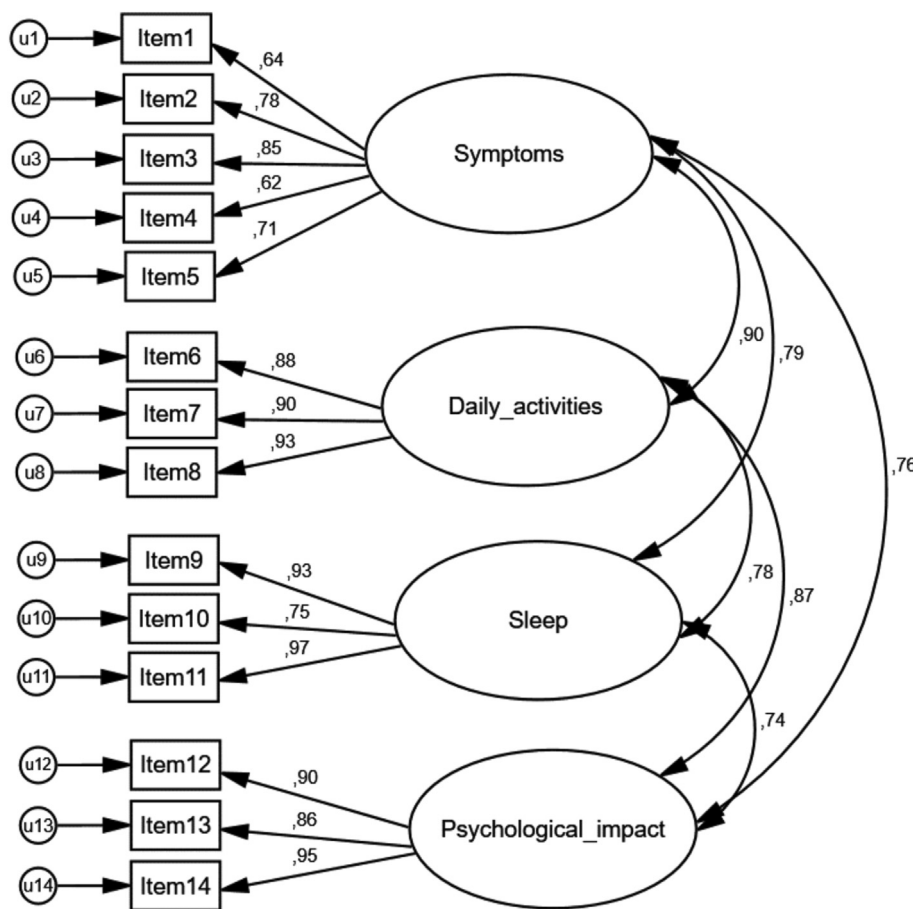 u1 Item1
,64
u2 Item2
,78
u3 Item3
,85
Symptoms
u4 Item4
,62
u5 Item5
,71
u6 Item6
,88
,90
,79
u7 Item7
,90
Daily_activities
u8 Item8
,93
,76
u9 Item9
,93
,78
u10 Item10
,75
Sleep
,87
u11 Item11
,97
,74
u12 Item12
,90
u13 Item13
,86
Psychological_impact
u14 Item14
,95